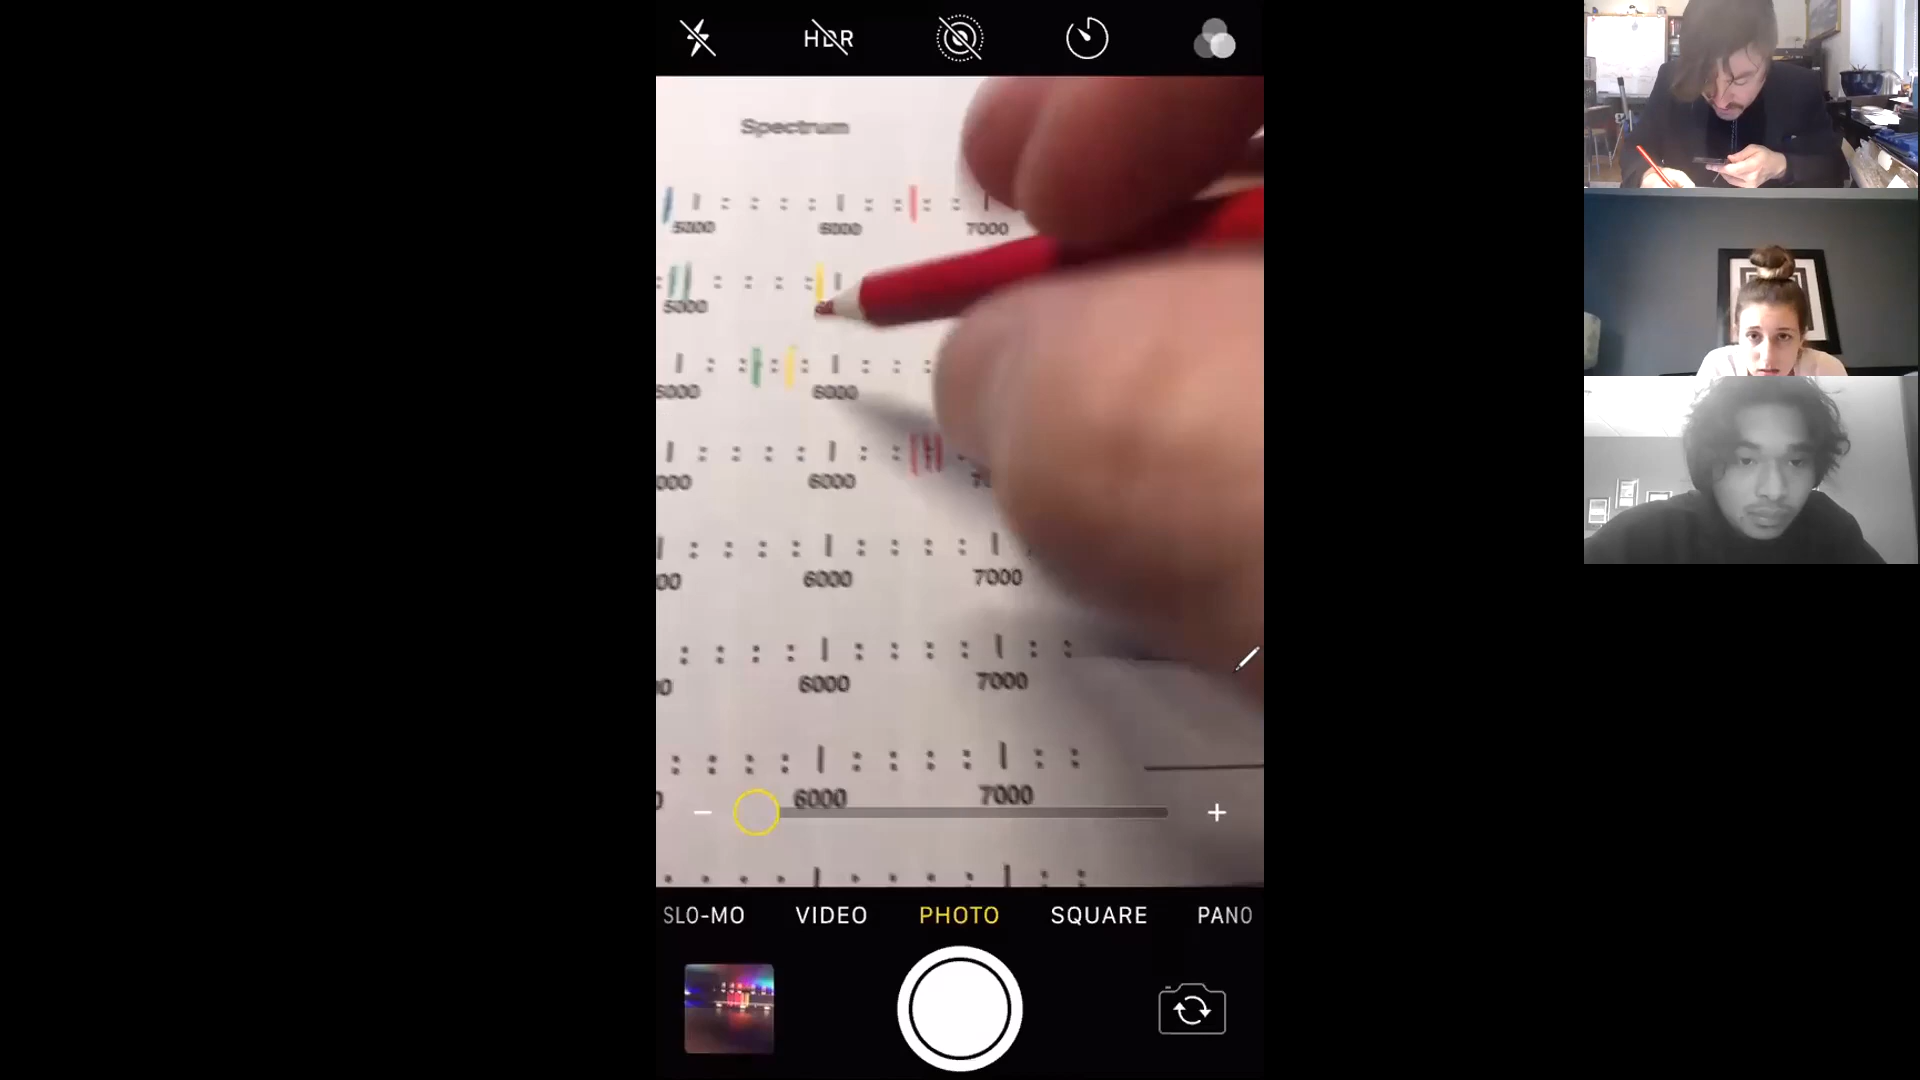 HDR
Spectrum
5000 6000 7000
5000
5000 6000
000 6000
00 6000 7000
6000 7000
6000 7000
SLO-MO VIDEO PHOTO SQUARE PANO